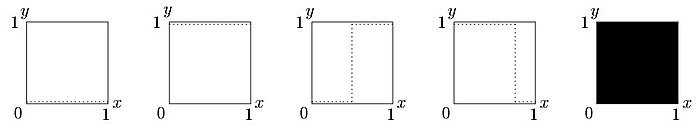 1 y 1 y 1 y 1 y 1 y
0 1 x 0 1 x 0 1 x 0 1 x 0 1 x